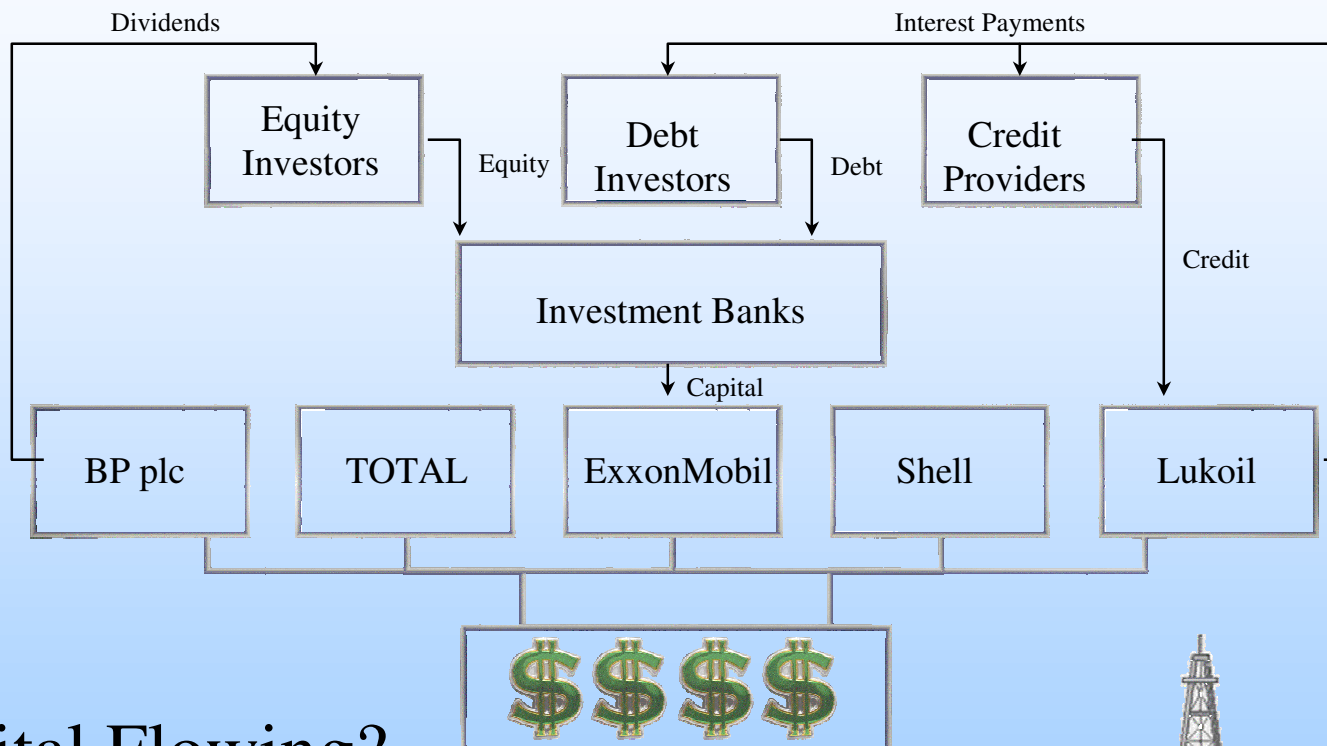 Dividends
Interest Payments
Equity
Investors
Debt
Investors
Credit
Providers
Equity
Debt
Credit
Investment Banks
Capital
BP plc
TOTAL
ExxonMobil
Shell
Lukoil
$$$$
Flowing?